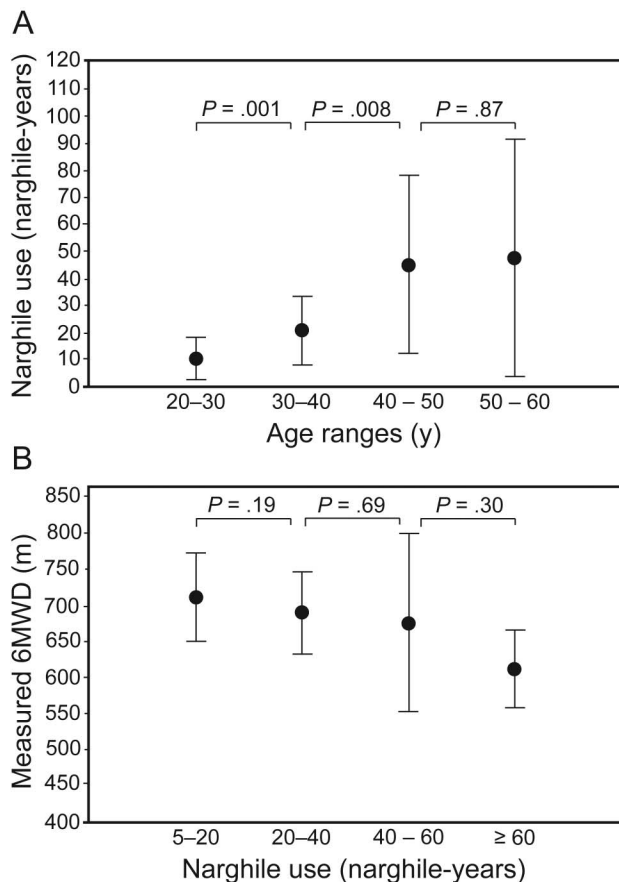 A
Narghile use (narghile-years)
120
110
100
90
80
70
60
50
40
30
20
10
0
P = .001
P = .008
P = .87
20–30
30–40
40 – 50
50 – 60
Age ranges (y)
B
Measured 6MWD (m)
850
800
750
700
650
600
550
500
450
400
P = .19
P = .69
P = .30
5–20
20–40
40 – 60
≥ 60
Narghile use (narghile-years)